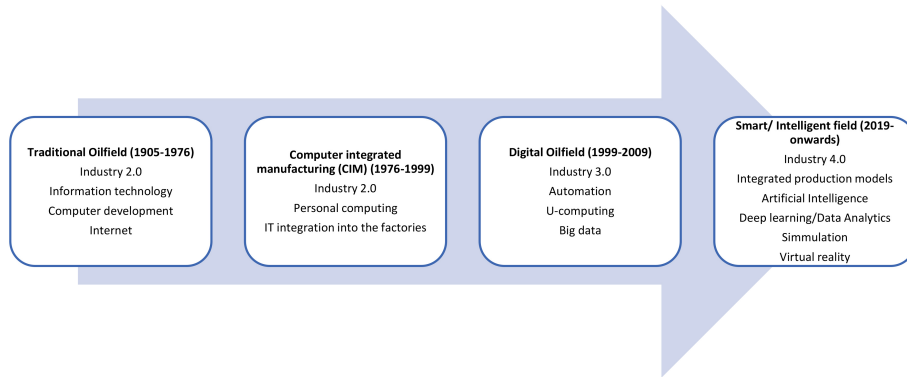 Traditional Oilfield (1905-1976)
Industry 2.0
Information technology
Computer development
Internet
Computer integrated
manufacturing (CIM) (1976-1999)
Industry 2.0
Personal computing
IT integration into the factories
Digital Oilfield (1999-2009)
Industry 3.0
Automation
U-computing
Big data
Smart/ Intelligent field (2019-
onwards)
Industry 4.0
Integrated production models
Artificial Intelligence
Deep learning/Data Analytics
Simmulation
Virtual reality